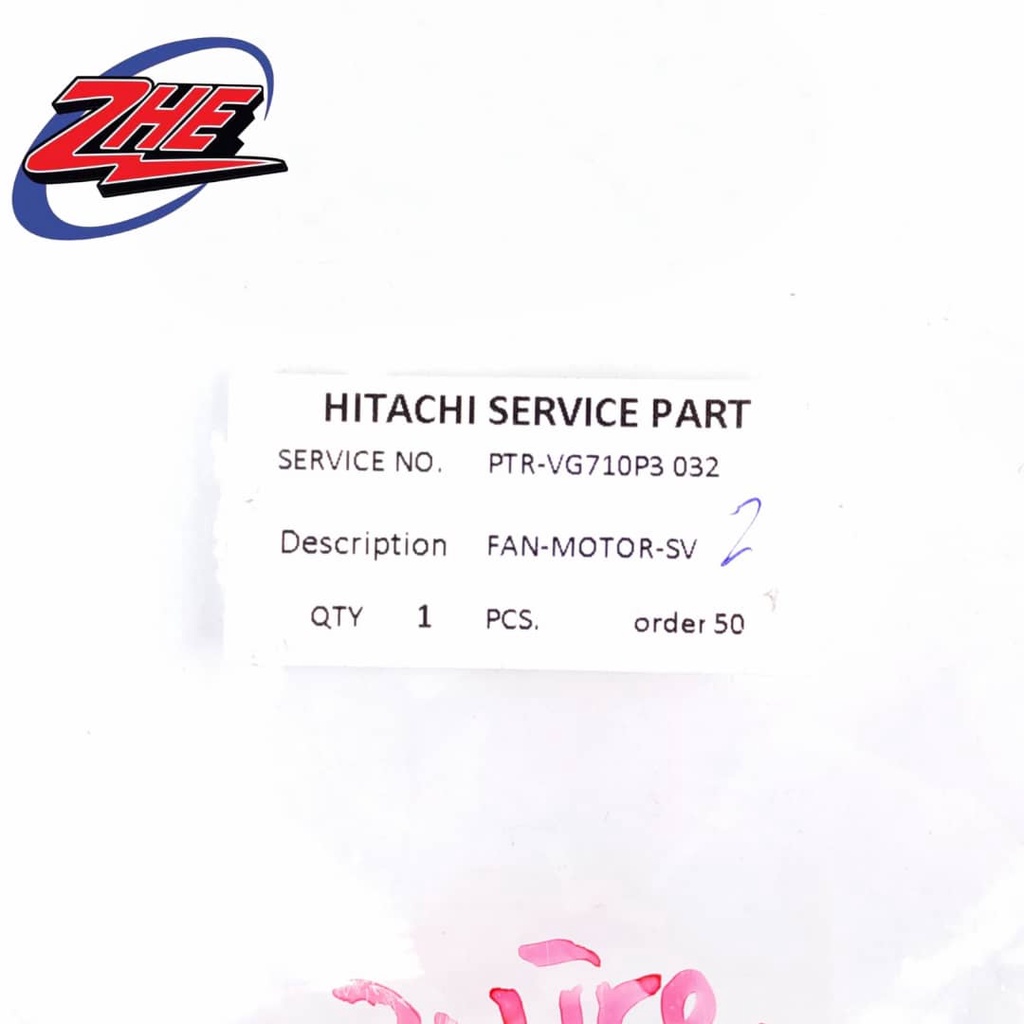 ZHE
HITACHI SERVICE PART
SERVICE NO. PTR-VG710P3 032
Description FAN-MOTOR-SV 2
QTY 1 PCS. order 50